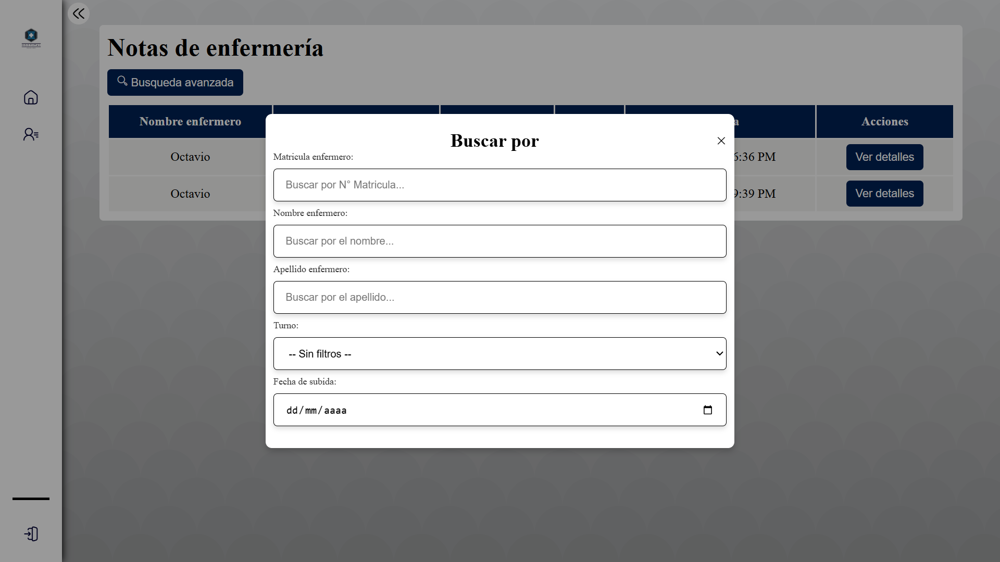 HOSPITAL
Notas de enfermería
Busqueda avanzada
Nombre enfermero
Acciones
Octavio
6:36 PM
Ver detalles
Octavio
9:39 PM
Ver detalles
Buscar por
Matricula enfermero:
Buscar por N° Matricula...
Nombre enfermero:
Buscar por el nombre...
Apellido enfermero:
Buscar por el apellido...
Turno:
-- Sin filtros --
Fecha de subida:
dd/mm/aaaa